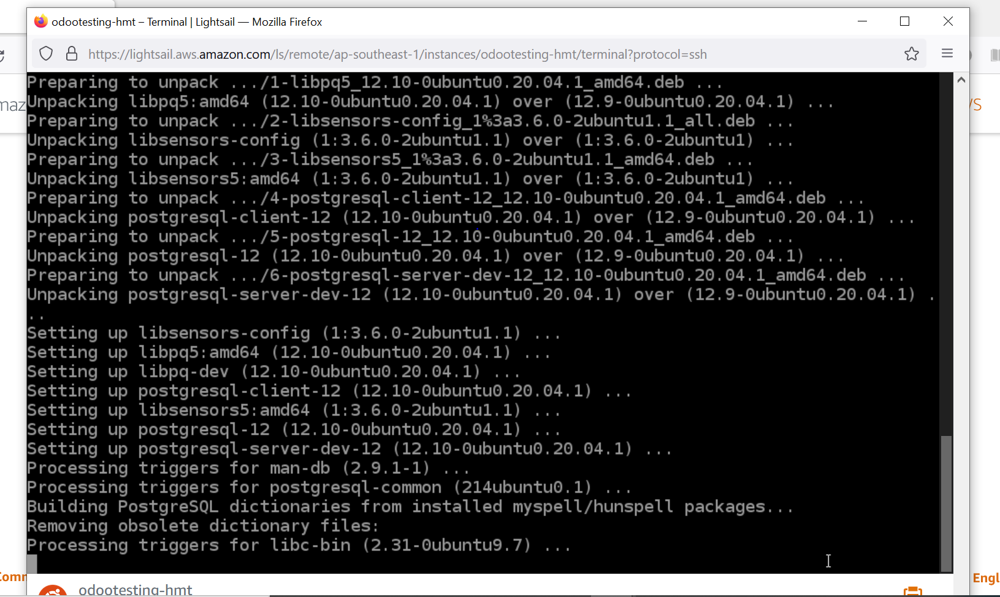 odootesting-hmt – Terminal | Lightsail — Mozilla Firefox
https://lightsail.aws.amazon.com/ls/remote/ap-southeast-1/instances/odootesting-hmt/terminal?protocol=ssh
Preparing to unpack .../1-libpq5_12.10-0ubuntu0.20.04.1_amd64.deb ...
Unpacking libpq5:amd64 (12.10-0ubuntu0.20.04.1) over (12.9-0ubuntu0.20.04.1) ...
Preparing to unpack .../2-libsensors-config_1%3a3.6.0-2ubuntu1.1_all.deb ...
Unpacking libsensors-config (1:3.6.0-2ubuntu1.1) over (1:3.6.0-2ubuntu1) ...
Preparing to unpack .../3-libsensors5_1%3a3.6.0-2ubuntu1.1_amd64.deb ...
Unpacking libsensors5:amd64 (1:3.6.0-2ubuntu1.1) over (1:3.6.0-2ubuntu1) ...
Preparing to unpack .../4-postgresql-client-12_12.10-0ubuntu0.20.04.1_amd64.deb ...
Unpacking postgresql-client-12 (12.10-0ubuntu0.20.04.1) over (12.9-0ubuntu0.20.04.1) ...
Preparing to unpack .../5-postgresql-12_12.10-0ubuntu0.20.04.1_amd64.deb ...
Unpacking postgresql-12 (12.10-0ubuntu0.20.04.1) over (12.9-0ubuntu0.20.04.1) ...
Preparing to unpack .../6-postgresql-server-dev-12_12.10-0ubuntu0.20.04.1_amd64.deb ...
Unpacking postgresql-server-dev-12 (12.10-0ubuntu0.20.04.1) over (12.9-0ubuntu0.20.04.1) .
..
Setting up libsensors-config (1:3.6.0-2ubuntu1.1) ...
Setting up libpq5:amd64 (12.10-0ubuntu0.20.04.1) ...
Setting up libpq-dev (12.10-0ubuntu0.20.04.1) ...
Setting up postgresql-client-12 (12.10-0ubuntu0.20.04.1) ...
Setting up libsensors5:amd64 (1:3.6.0-2ubuntu1.1) ...
Setting up postgresql-12 (12.10-0ubuntu0.20.04.1) ...
Setting up postgresql-server-dev-12 (12.10-0ubuntu0.20.04.1) ...
Processing triggers for man-db (2.9.1-1) ...
Processing triggers for postgresql-common (214ubuntu0.1) ...
Building PostgreSQL dictionaries from installed myspell/hunspell packages...
Removing obsolete dictionary files:
Processing triggers for libc-bin (2.31-0ubuntu9.7) ...
odootesting-hmt